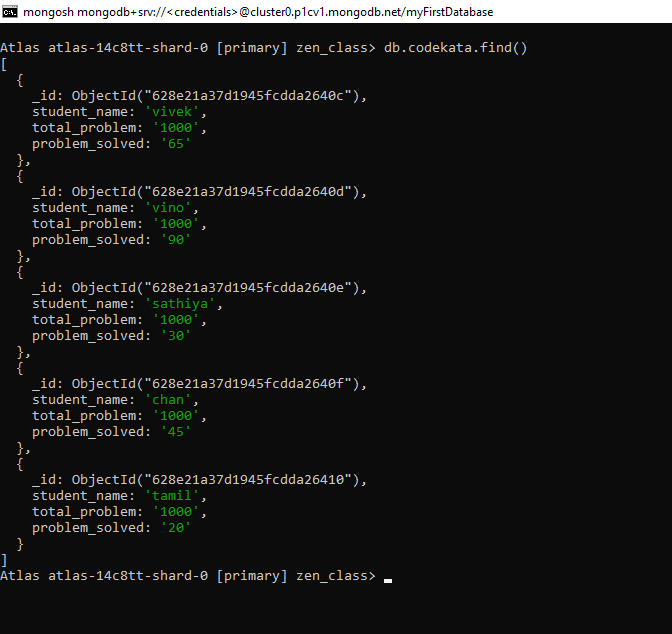 mongosh mongodb+srv://<credentials>@cluster0.p1cv1.mongodb.net/myFirstDatabase
Atlas atlas-14c8tt-shard-0 [primary] zen_class> db.codekata.find()
[
  {
    _id: ObjectId("628e21a37d1945fcdda2640c"),
    student_name: 'vivek',
    total_problem: '1000',
    problem_solved: '65'
  },
  {
    _id: ObjectId("628e21a37d1945fcdda2640d"),
    student_name: 'vino',
    total_problem: '1000',
    problem_solved: '90'
  },
  {
    _id: ObjectId("628e21a37d1945fcdda2640e"),
    student_name: 'sathiya',
    total_problem: '1000',
    problem_solved: '30'
  },
  {
    _id: ObjectId("628e21a37d1945fcdda2640f"),
    student_name: 'chan',
    total_problem: '1000',
    problem_solved: '45'
  },
  {
    _id: ObjectId("628e21a37d1945fcdda26410"),
    student_name: 'tamil',
    total_problem: '1000',
    problem_solved: '20'
  }
]
Atlas atlas-14c8tt-shard-0 [primary] zen_class>